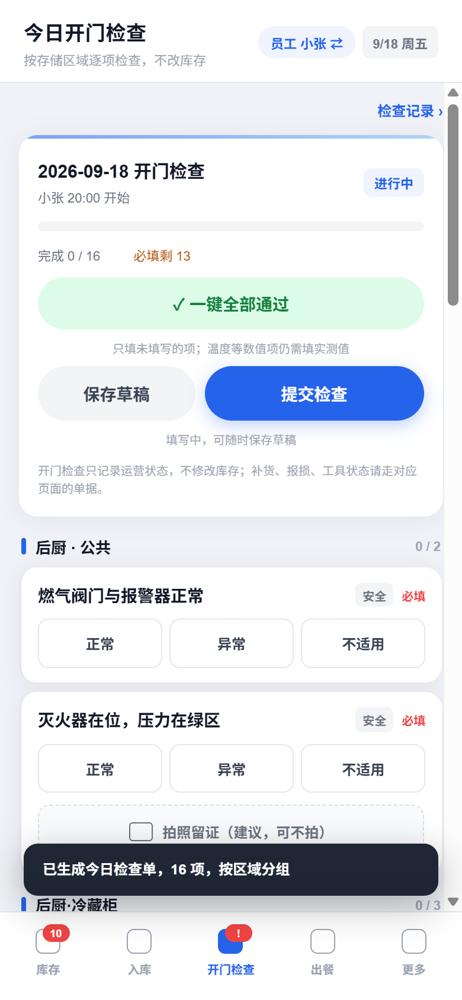 今日开门检查
员工 小张 ⇄
9/18 周五
按存储区域逐项检查，不改库存
检查记录 ›
2026-09-18 开门检查
进行中
小张 20:00 开始
完成 0 / 16
必填剩 13
✓ 一键全部通过
只填未填写的项；温度等数值项仍需填实测值
保存草稿
提交检查
填写中，可随时保存草稿
开门检查只记录运营状态，不修改库存；补货、报损、工具状态请走对应
页面的单据。
后厨 · 公共
0 / 2
燃气阀门与报警器正常
安全
必填
正常
异常
不适用
灭火器在位，压力在绿区
安全
必填
正常
异常
不适用
拍照留证（建议，可不拍）
已生成今日检查单，16 项，按区域分组
后厨·冷藏柜
0 / 3
10
!
库存
入库
开门检查
出餐
更多